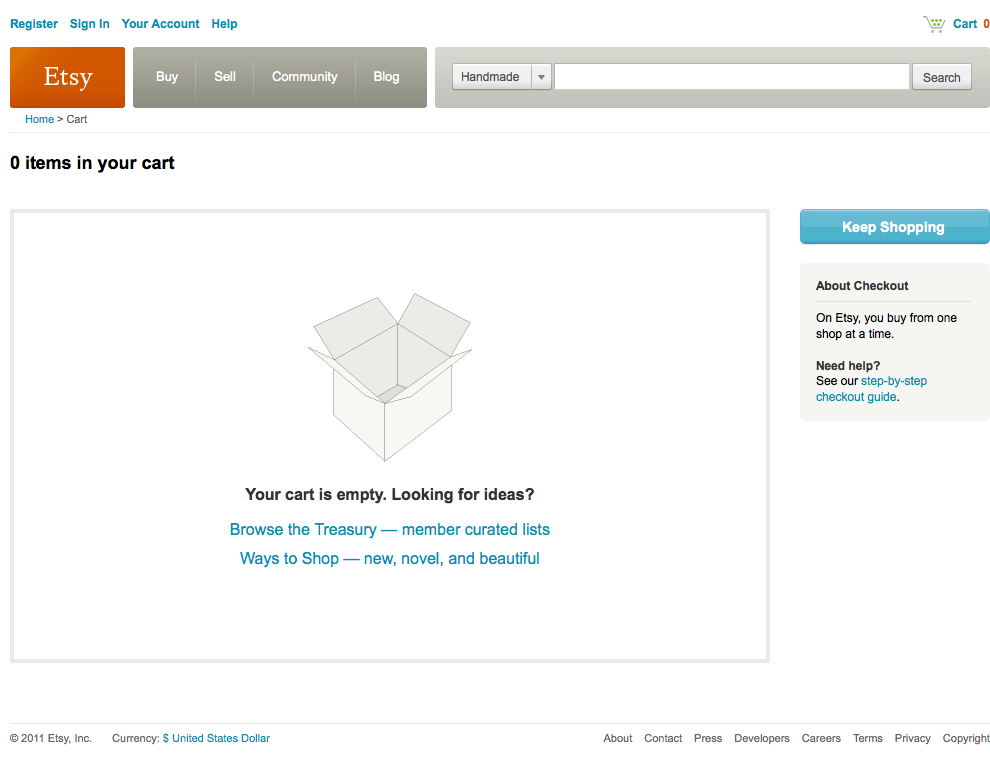 Register Sign In Your Account Help Cart 0
Etsy Buy Sell Community Blog Handmade Search
Home > Cart
0 items in your cart
Keep Shopping
About Checkout
On Etsy, you buy from one
shop at a time.
Need help?
See our step-by-step
checkout guide.
Your cart is empty. Looking for ideas?
Browse the Treasury — member curated lists
Ways to Shop — new, novel, and beautiful
© 2011 Etsy, Inc. Currency: $ United States Dollar About Contact Press Developers Careers Terms Privacy Copyright